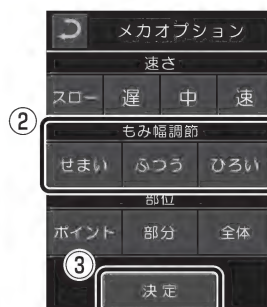 メカオプション
速さ
スロー 遅 中 速
②
もみ幅調節
せまい ふつう ひろい
部位
ポイント 部分 全体
③
決定